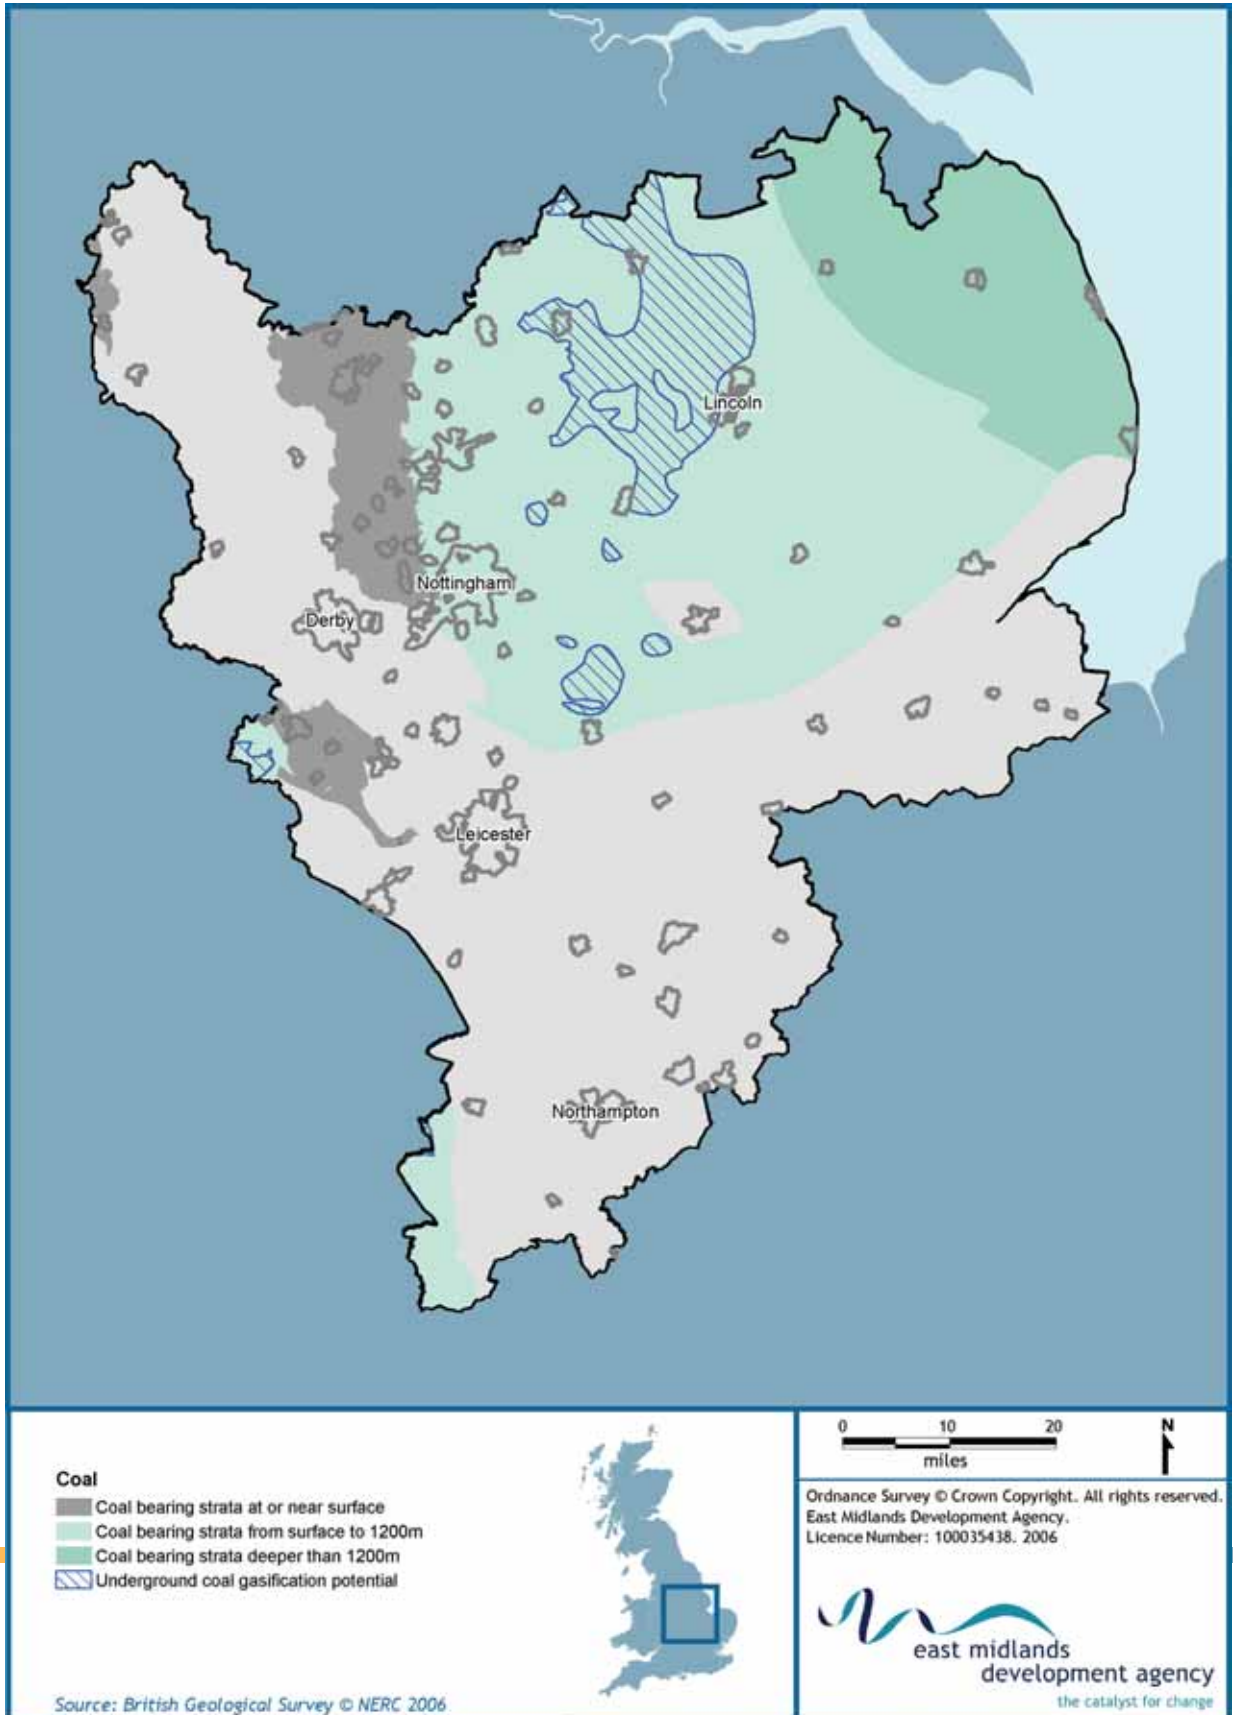 Lincoln
Nottingham
Derby
Leicester
Northampton
Coal
Coal bearing strata at or near surface
Coal bearing strata from surface to 1200m
Coal bearing strata deeper than 1200m
Underground coal gasification potential
Source: British Geological Survey © NERC 2006
0 10 20
miles
N
Ordnance Survey © Crown Copyright. All rights reserved.
East Midlands Development Agency.
Licence Number: 100035438. 2006
east midlands
development agency
the catalyst for change